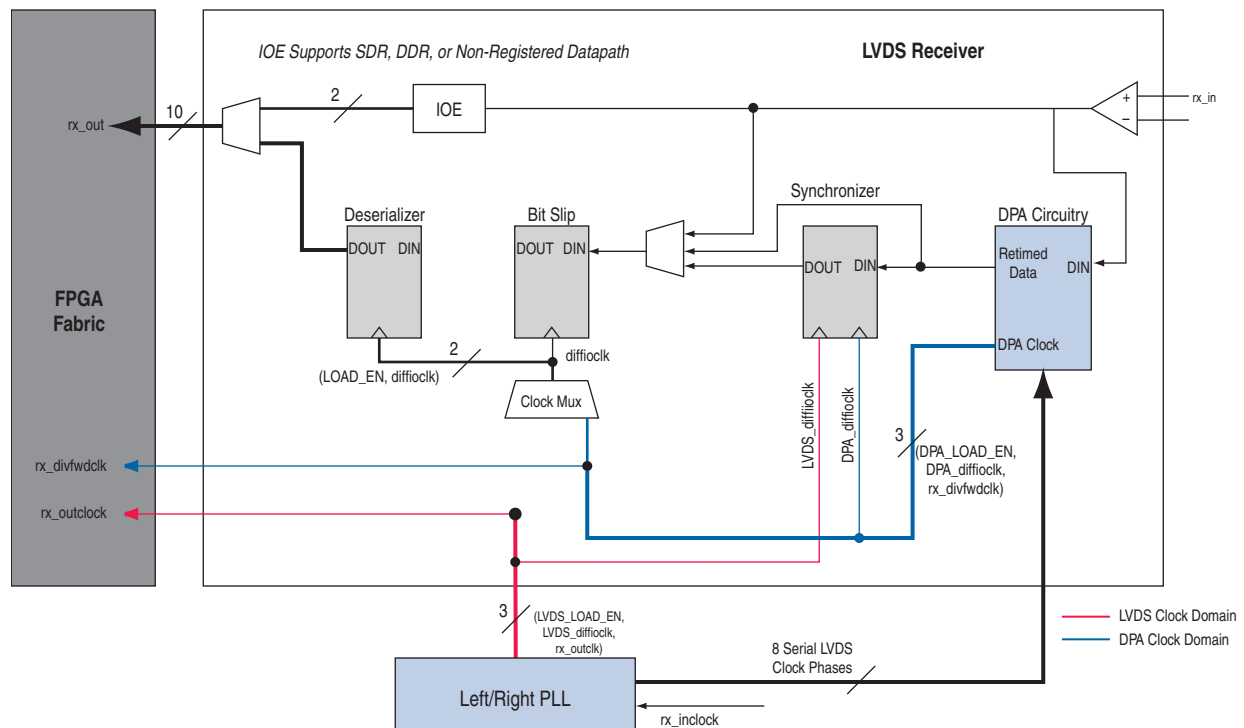 IOE Supports SDR, DDR, or Non-Registered Datapath
LVDS Receiver
2
IOE
+
−
rx_in
10
rx_out
Synchronizer
Deserializer
Bit Slip
DPA Circuitry
DOUT DIN
DOUT DIN
DOUT DIN
Retimed
Data
DIN
FPGA
Fabric
DPA Clock
2
diffioclk
(LOAD_EN, diffioclk)
Clock Mux
LVDS_diffiioclk
DPA_diffioclk
3
(DPA_LOAD_EN,
DPA_diffioclk,
rx_divfwdclk)
rx_divfwdclk
rx_outclock
3
(LVDS_LOAD_EN,
LVDS_diffioclk,
rx_outclk)
LVDS Clock Domain
DPA Clock Domain
8 Serial LVDS
Clock Phases
Left/Right PLL
rx_inclock